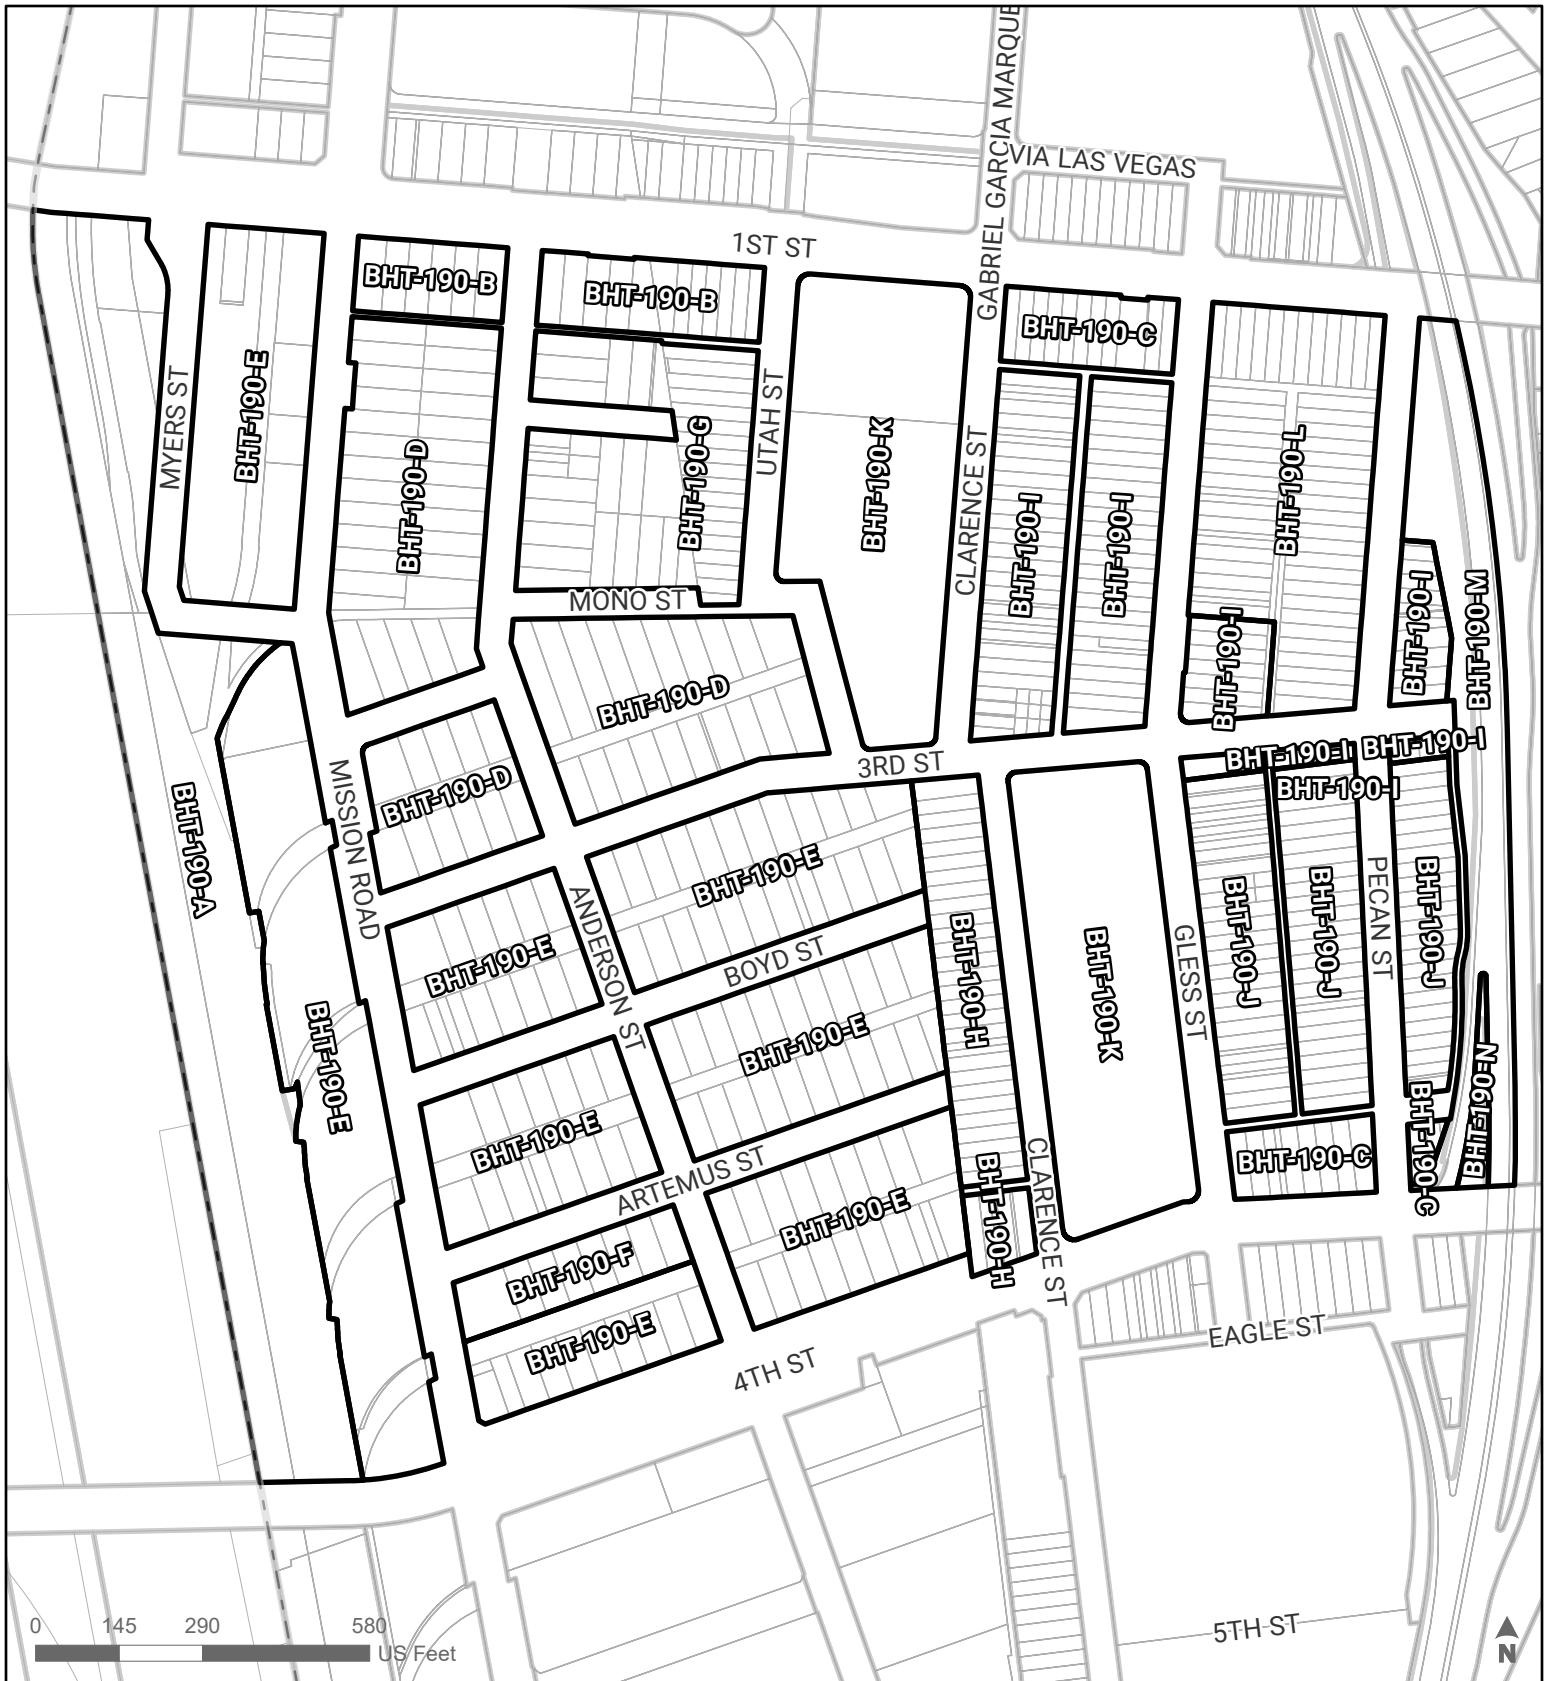 GABRIEL GARCIA MARQUE
VIA LAS VEGAS
1ST ST
BHT-190-B
BHT-190-B
BHT-190-C
MYERS ST
BHT-190-E
BHT-190-D
BHT-190-G
UTAH ST
BHT-190-K
CLARENCE ST
BHT-190-I
BHT-190-I
BHT-190-L
BHT-190-I
BHT-190-I
BHT-190-M
MONO ST
BHT-190-D
BHT-190-D
3RD ST
BHT-190-I
BHT-190-I
BHT-190-I
BHT-190-A
MISSION ROAD
BHT-190-E
ANDERSON ST
BHT-190-E
BOYD ST
BHT-190-H
BHT-190-K
GLESS ST
BHT-190-J
BHT-190-J
PECAN ST
BHT-190-J
BHT-190-E
BHT-190-E
BHT-190-E
BHT-190-E
ARTEMUS ST
BHT-190-E
BHT-190-H
CLARENCE ST
BHT-190-C
BHT-190-C
BHT-190-N
BHT-190-F
BHT-190-E
4TH ST
EAGLE ST
5TH ST
0 145 290 580
US Feet
N